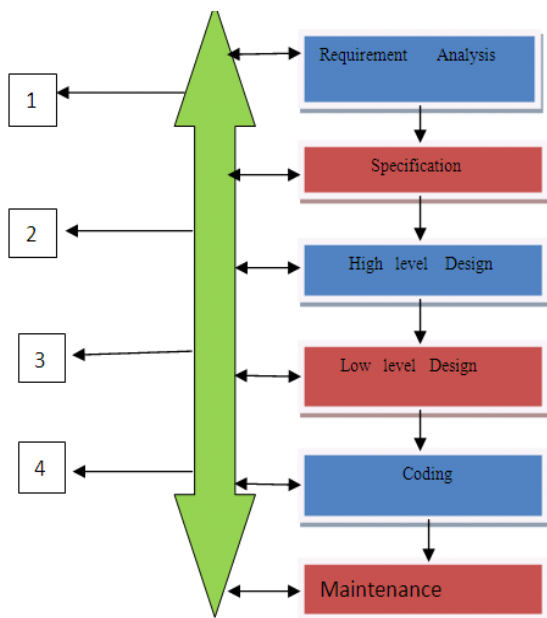 Requirement Analysis
1
Specification
2
High level Design
3
Low level Design
4
Coding
Maintenance